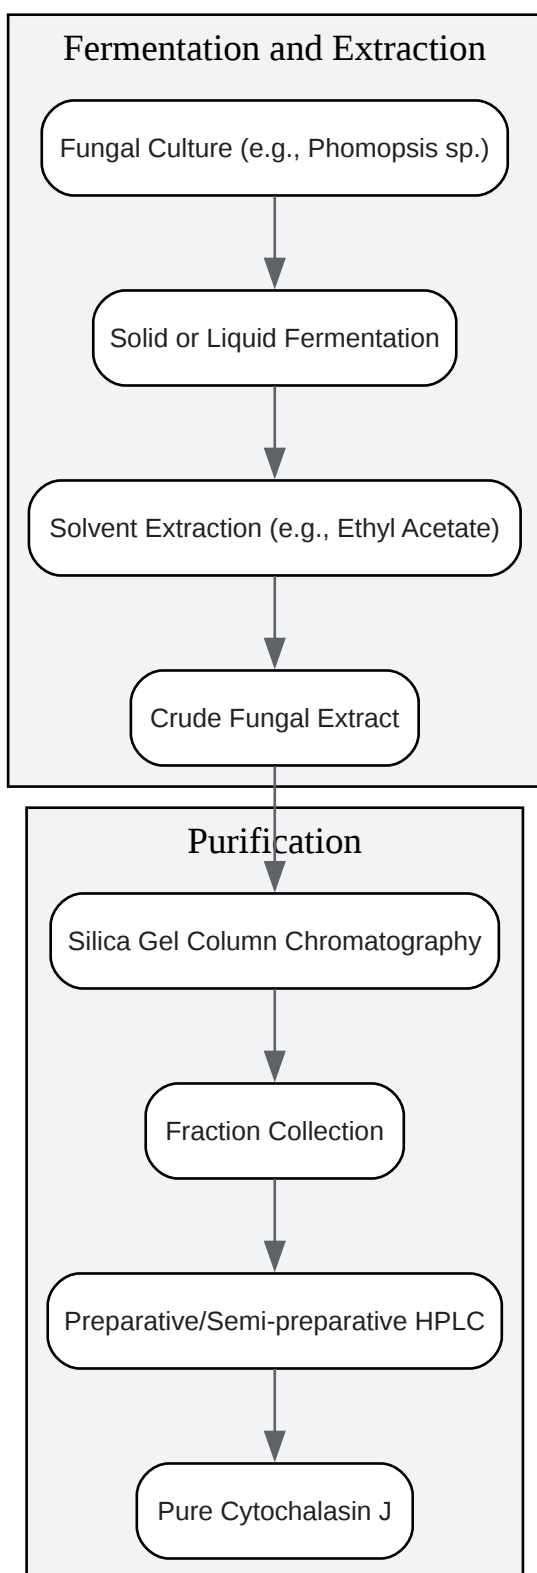 Fermentation and Extraction
Fungal Culture (e.g., Phomopsis sp.)
Solid or Liquid Fermentation
Solvent Extraction (e.g., Ethyl Acetate)
Crude Fungal Extract
Purification
Silica Gel Column Chromatography
Fraction Collection
Preparative/Semi-preparative HPLC
Pure Cytochalasin J